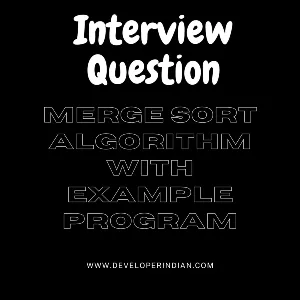 Interview
Question
MERGE SORT
ALGORITHM
WITH
EXAMPLE
PROGRAM
WWW.DEVELOPERINDIAN.COM